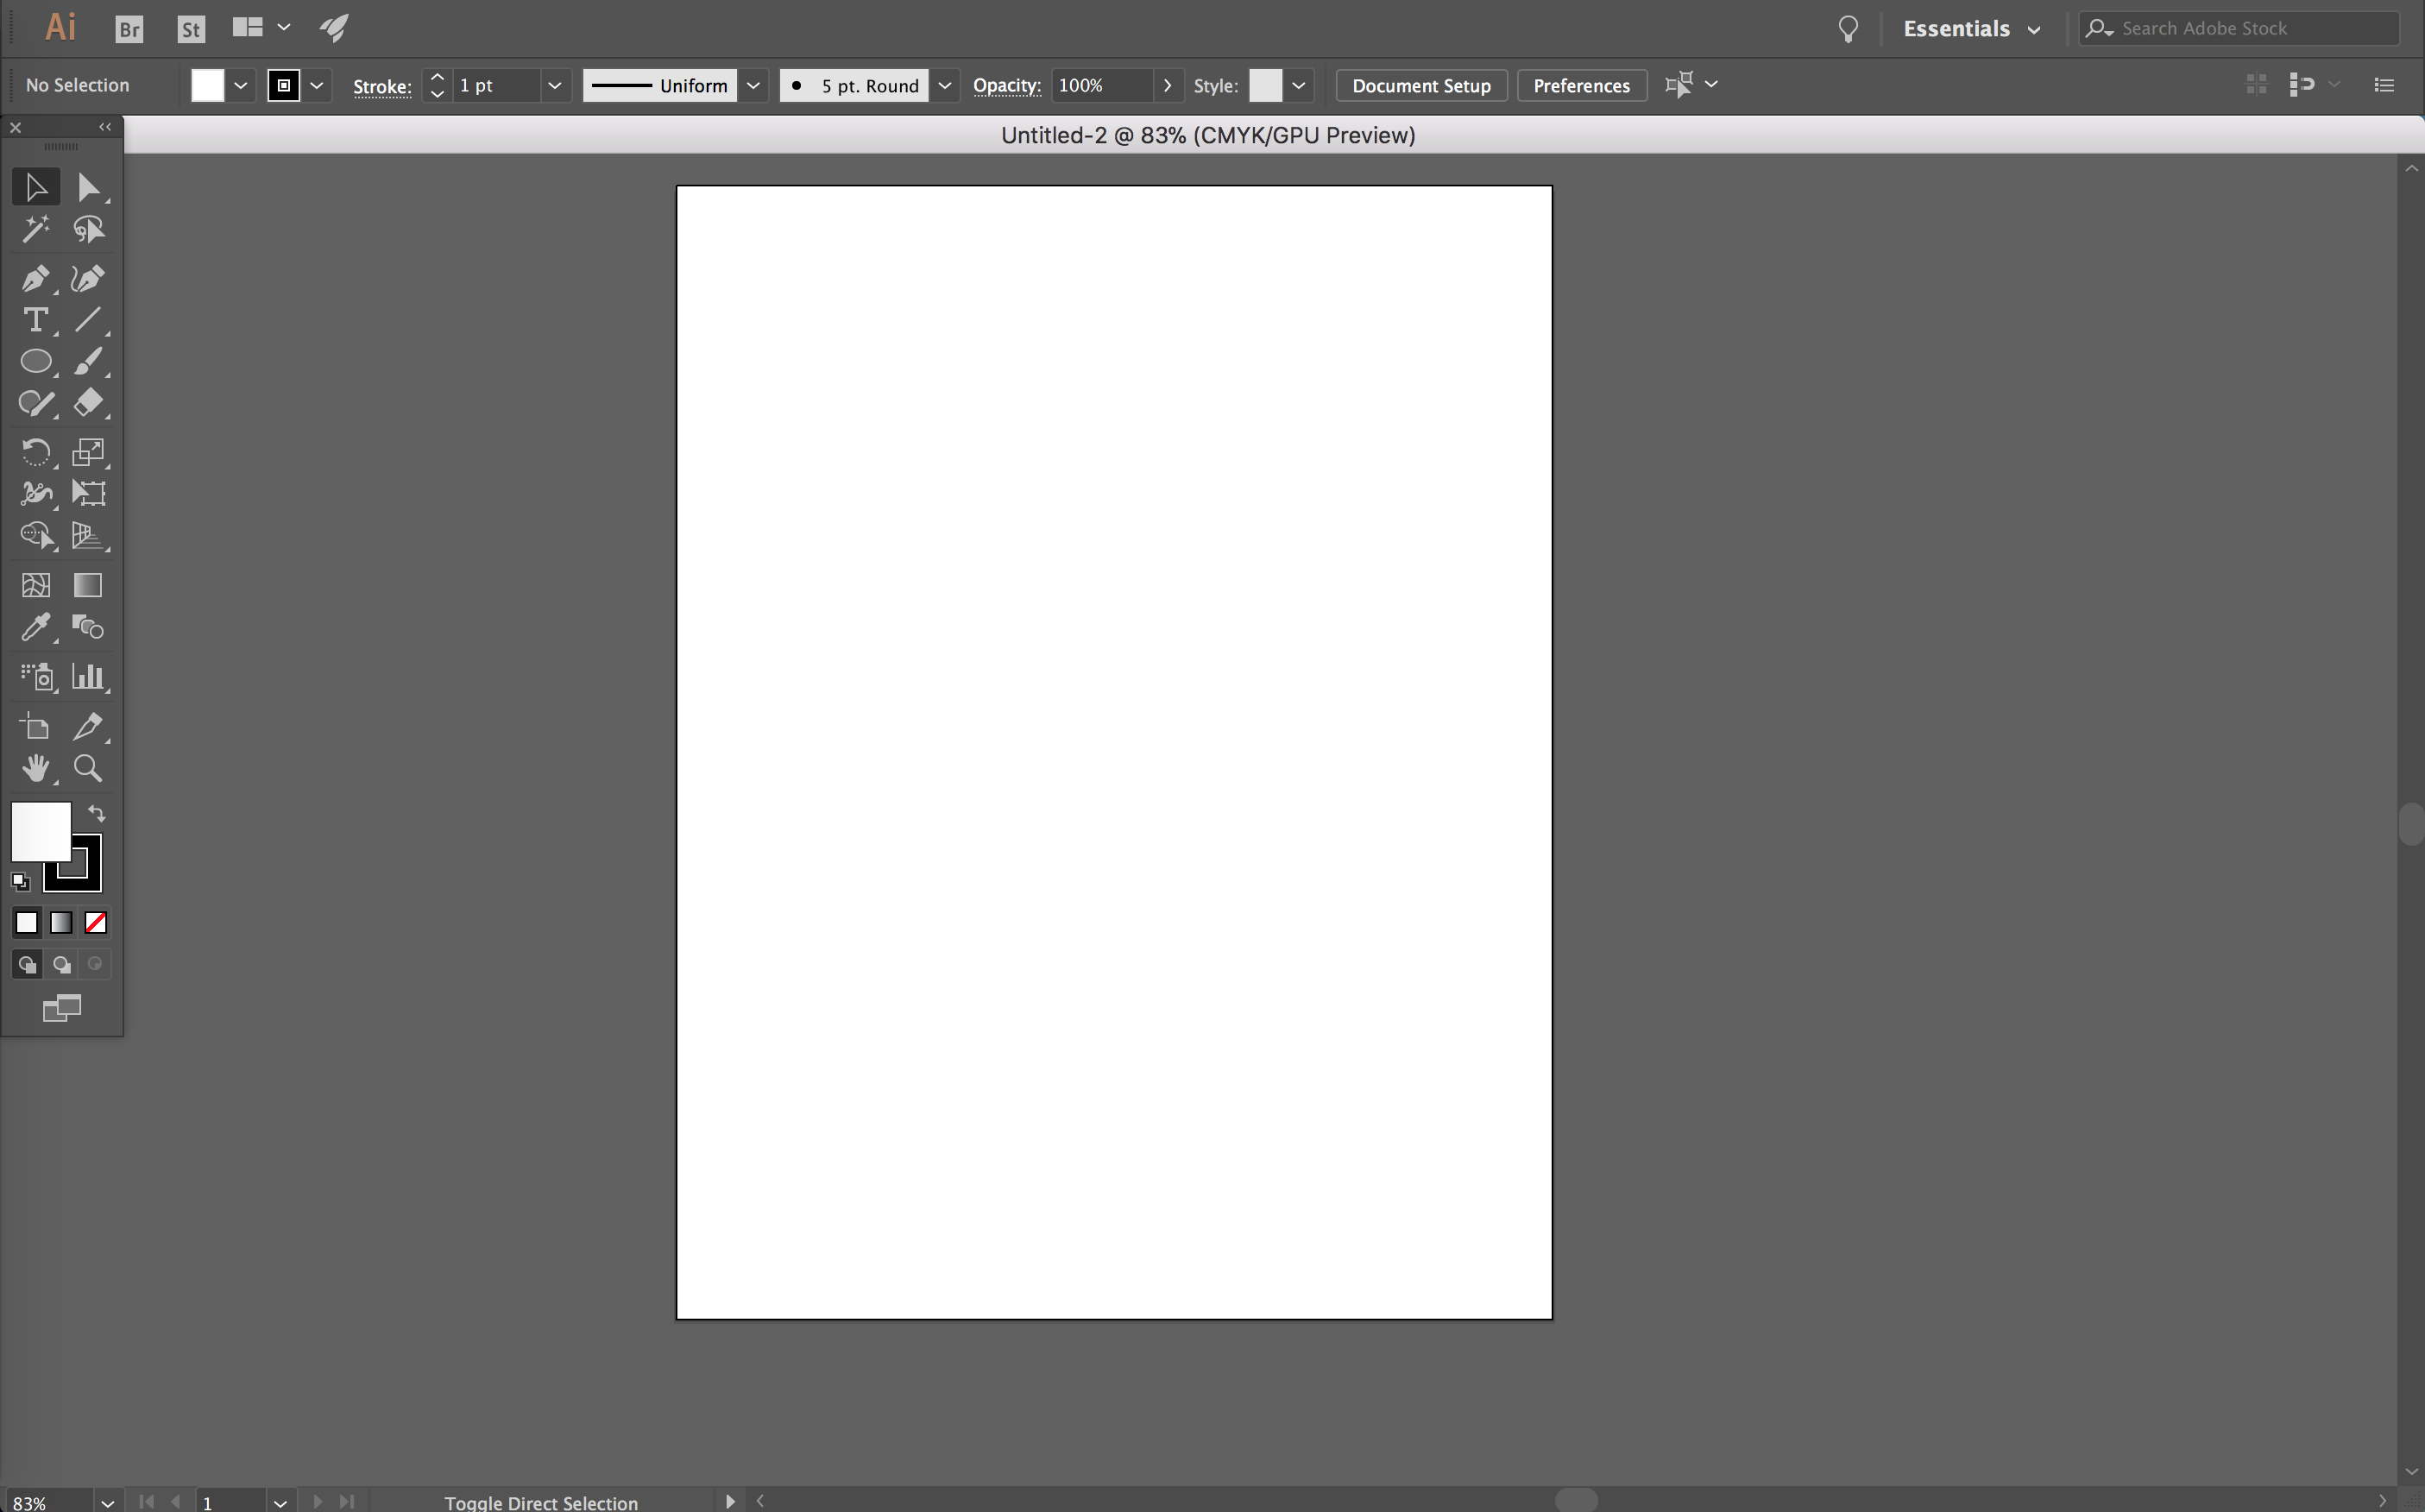 Ai Br St Essentials Search Adobe Stock
No Selection Stroke: 1 pt Uniform 5 pt. Round Opacity: 100% Style: Document Setup Preferences
Untitled-2 @ 83% (CMYK/GPU Preview)
T
83% 1 Toggle Direct Selection